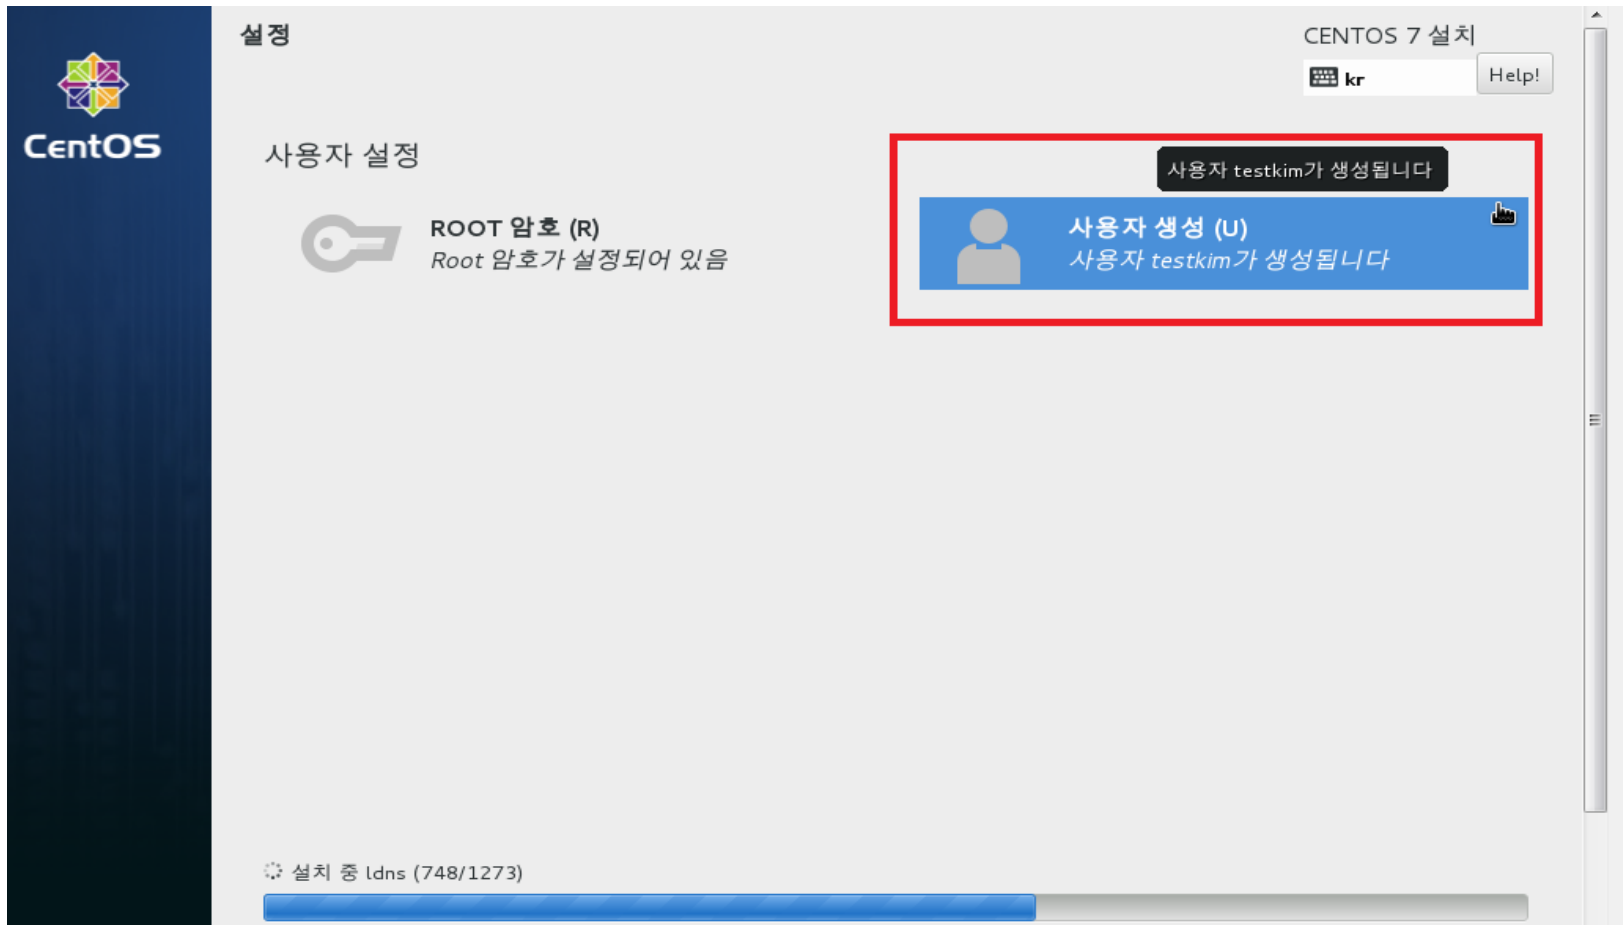 설정
CENTOS 7 설치
kr
Help!
CentOS
사용자 설정
사용자 testkim가 생성됩니다
ROOT 암호 (R)
Root 암호가 설정되어 있음
사용자 생성 (U)
사용자 testkim가 생성됩니다
설치 중 ldns (748/1273)